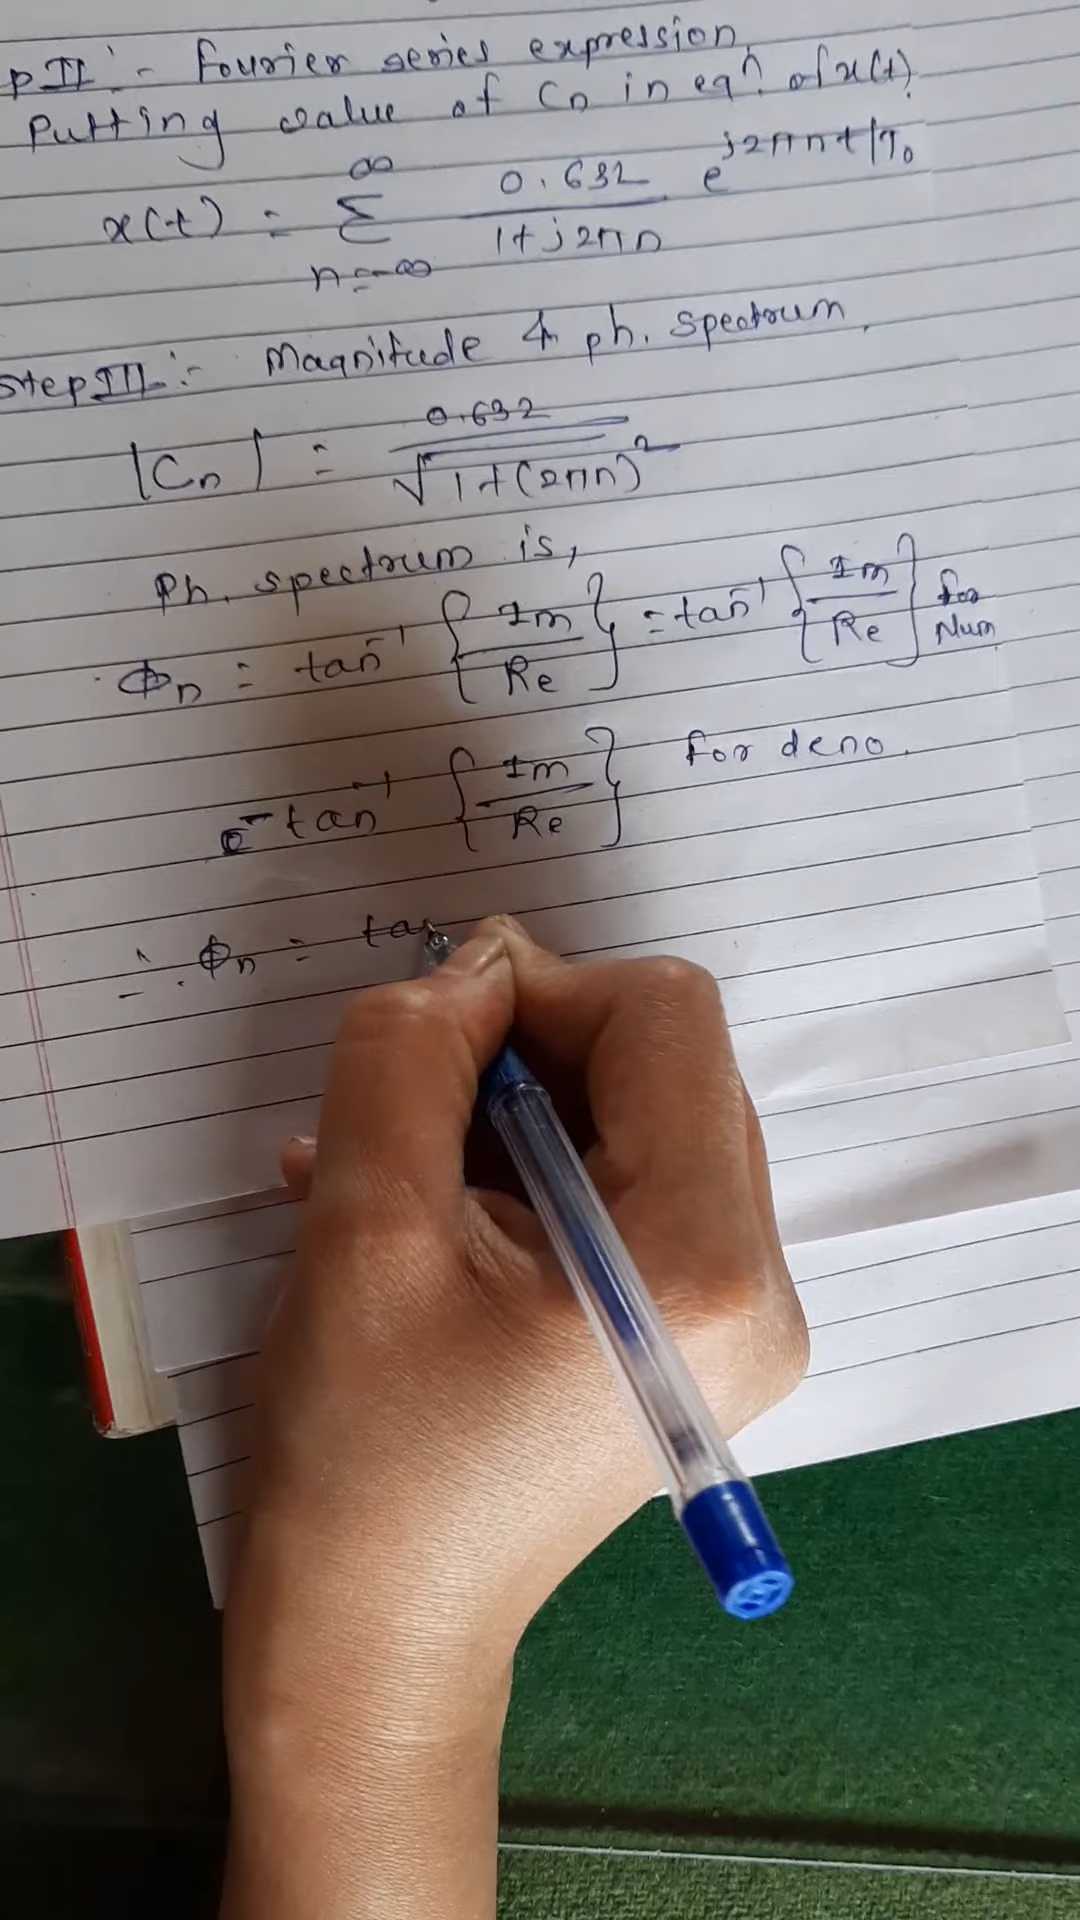 p II :- Fourier series expression.
Putting value of Cn in eqn. of x(t).
x(t) = ∞ Σ n=-∞ 0.632 / 1+j2πn e^j2πnt/T0
Step III :- Magnitude & ph. spectrum.
|Cn| = 0.632 / √1+(2πn)²
Ph. spectrum is,
Φn = tan⁻¹ { Im / Re } = tan⁻¹ { Im / Re } for Num
- tan⁻¹ { Im / Re } for deno.
∴ Φn = tan